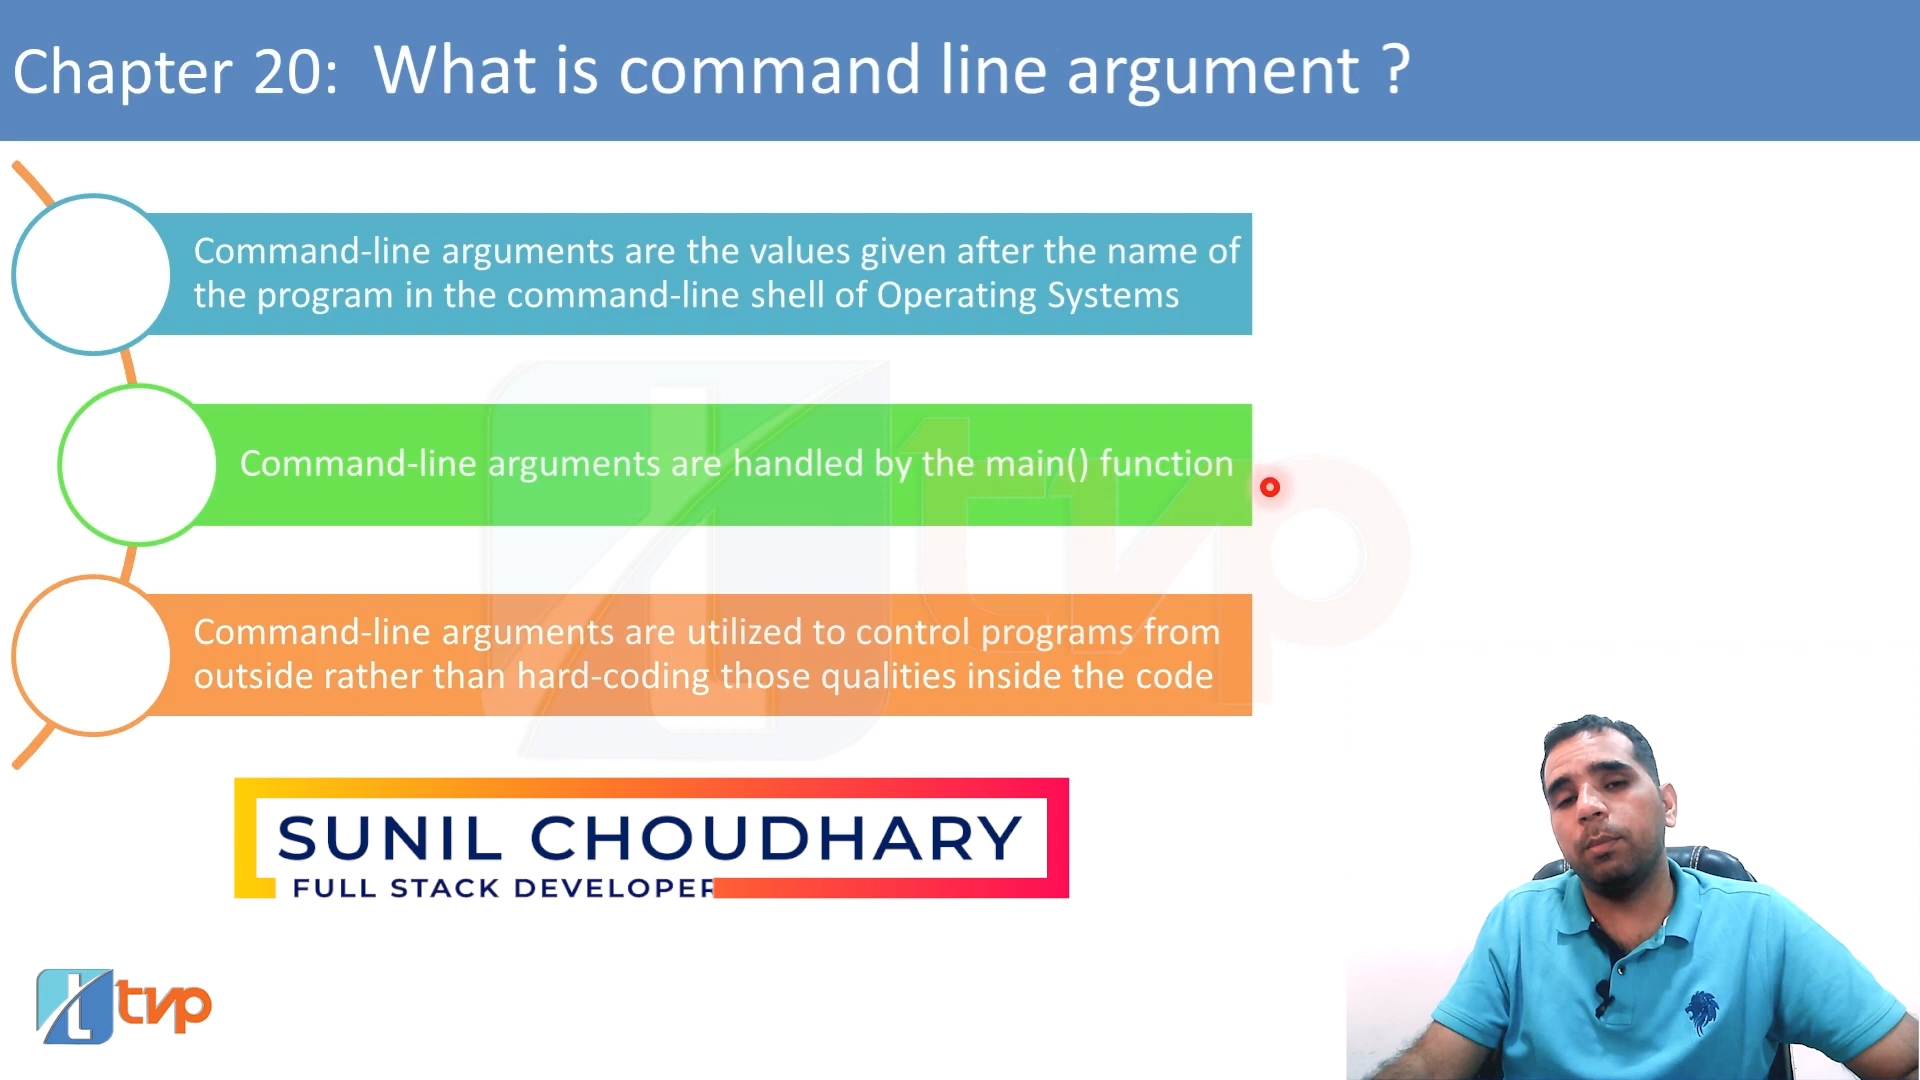 Chapter 20: What is command line argument ?
Command-line arguments are the values given after the name of
the program in the command-line shell of Operating Systems
Command-line arguments are handled by the main() function
Command-line arguments are utilized to control programs from
outside rather than hard-coding those qualities inside the code
tvp
SUNIL CHOUDHARY
FULL STACK DEVELOPER
t tvp